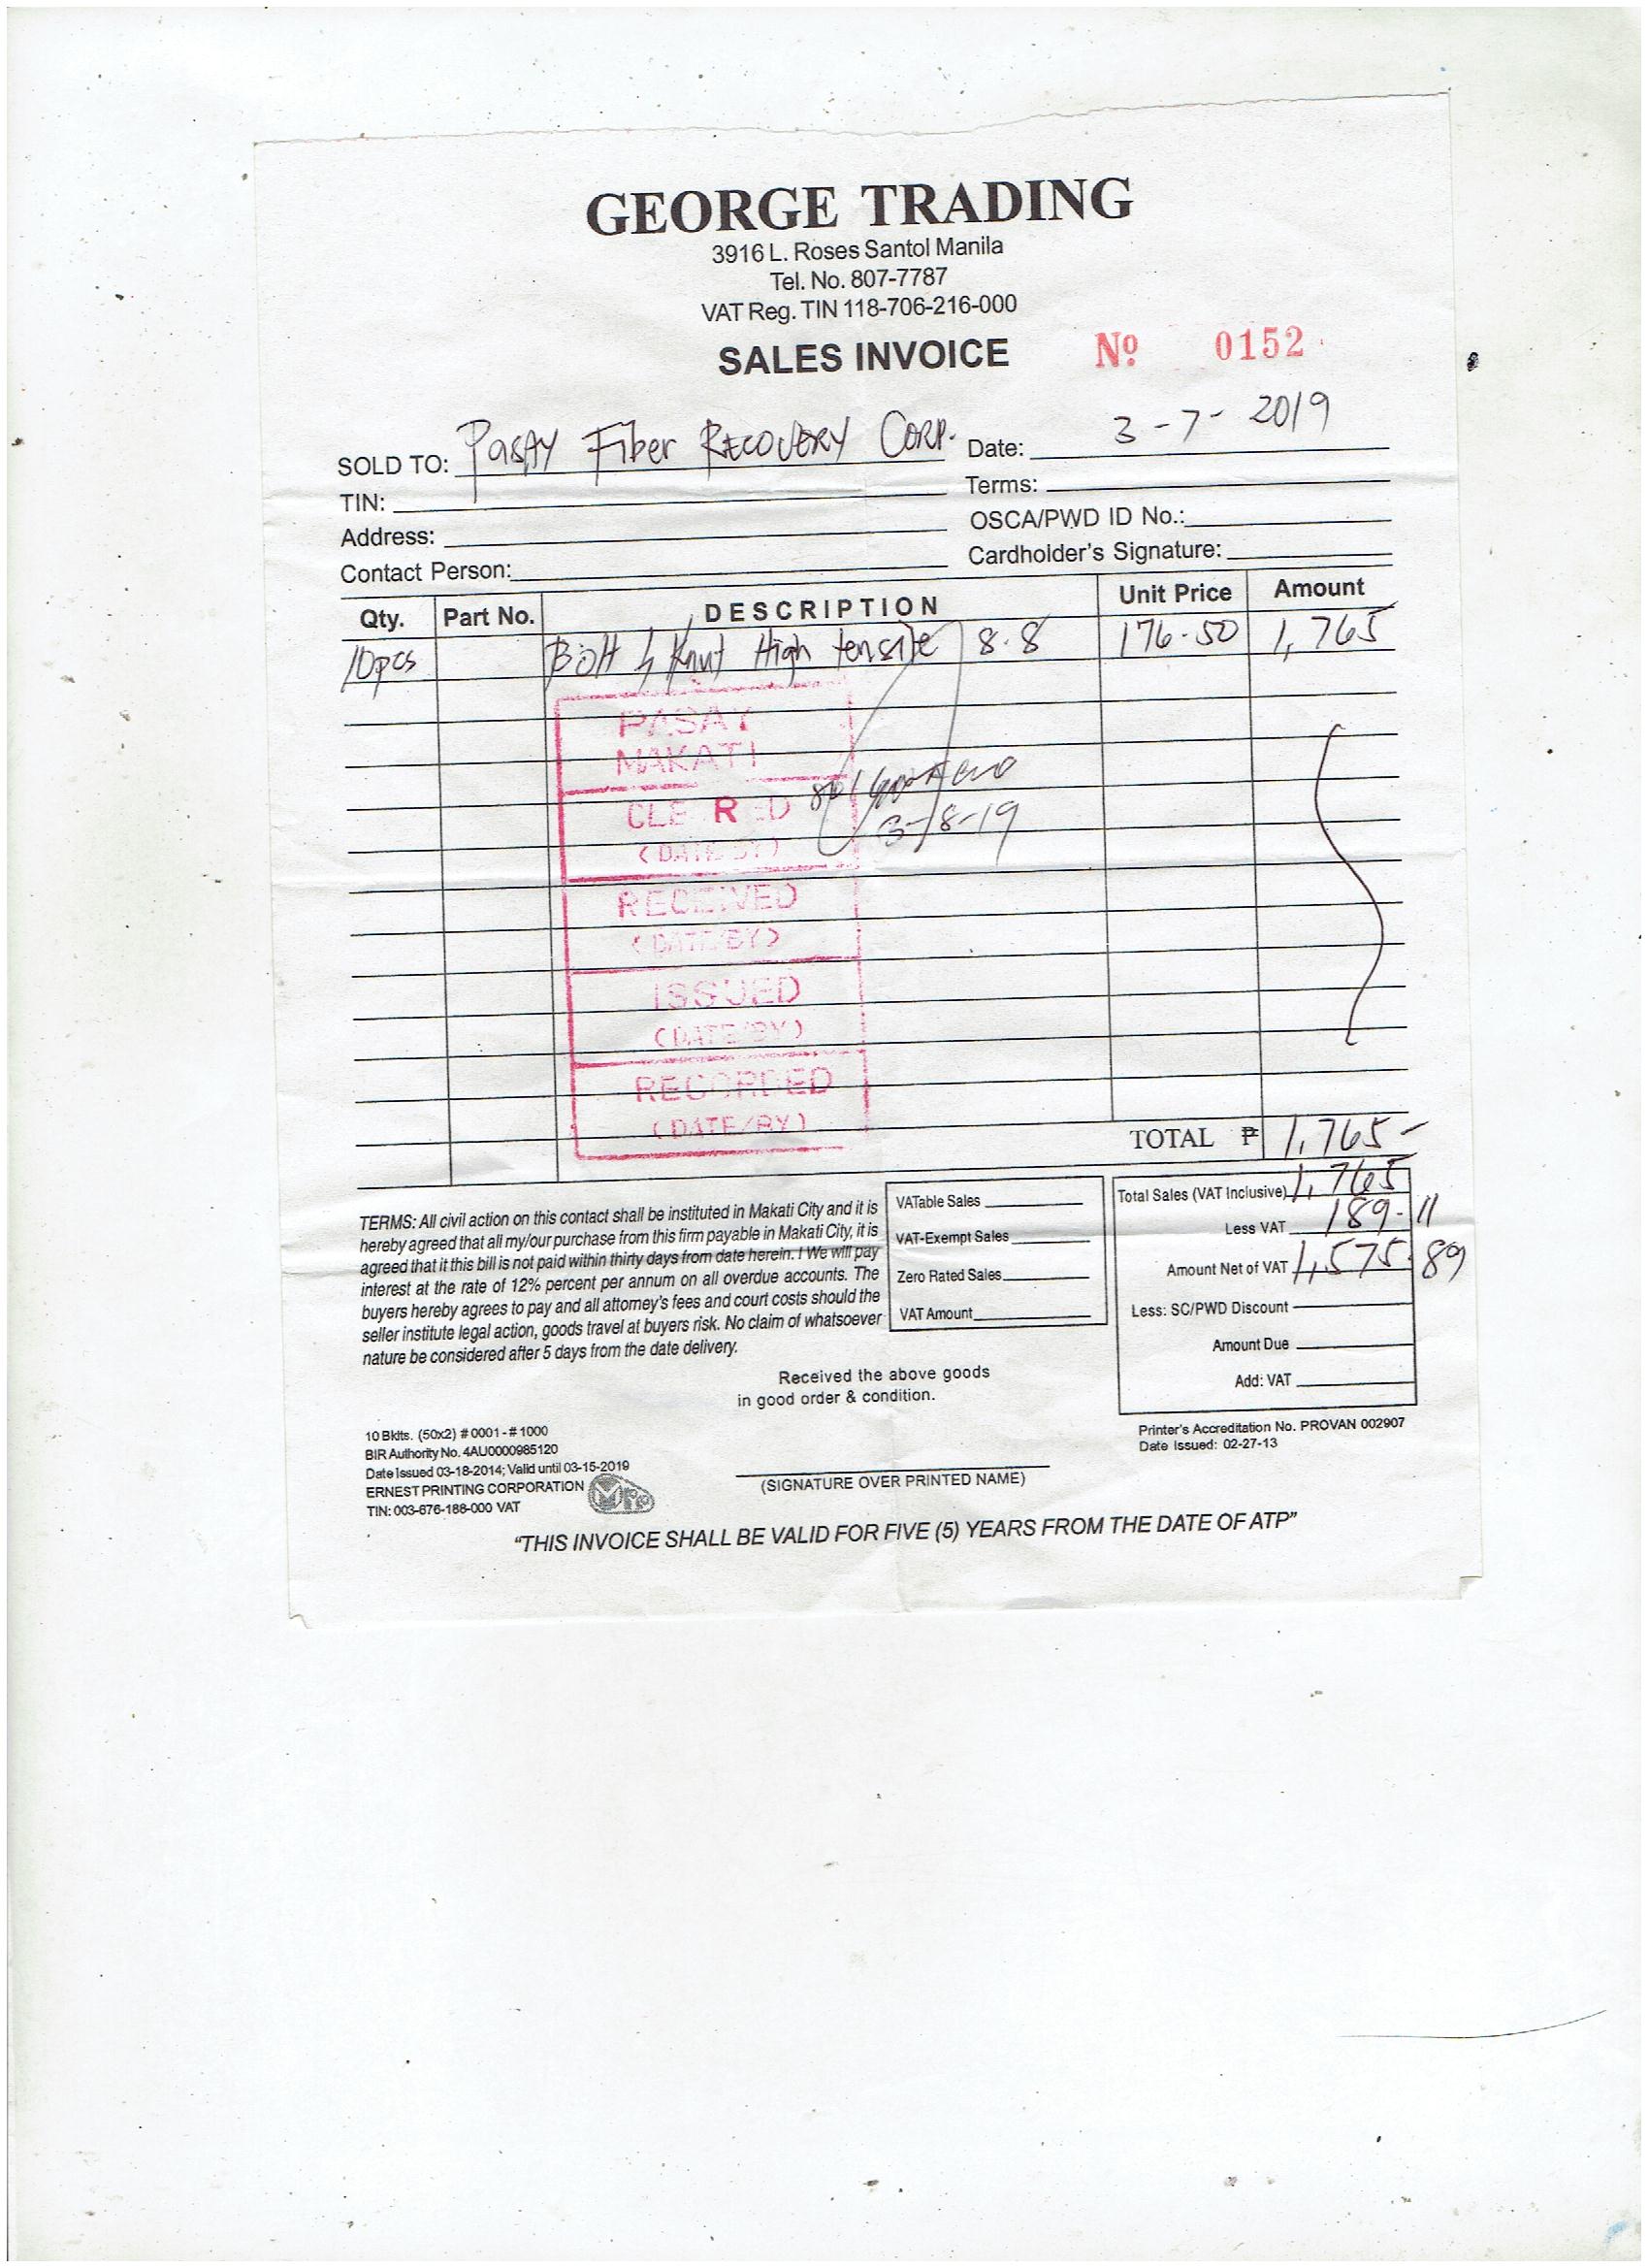 GEORGE TRADING
3916 L. Roses Santol Manila
Tel. No. 807-7787
VAT Reg. TIN 118-706-216-000
SALES INVOICE Nº 0152
SOLD TO: Pasay Fiber Recovery Corp. Date: 3-7-2019
TIN: Terms:
Address: OSCA/PWD ID No.:
Contact Person: Cardholder's Signature:
Qty. Part No. DESCRIPTION Unit Price Amount
10pcs Bolt & Knut High tensile 8.8 176.50 1,765
PASAY
MAKATI
CLE R ED
(DATE/BY)
3-8-19
RECEIVED
(DATE/BY)
ISSUED
(DATE/BY)
RECORDED
(DATE/BY)
TOTAL ₱ 1,765-
TERMS: All civil action on this contact shall be instituted in Makati City and it is
hereby agreed that all my/our purchase from this firm payable in Makati City, it is
agreed that it this bill is not paid within thirty days from date herein. I We will pay
interest at the rate of 12% percent per annum on all overdue accounts. The
buyers hereby agrees to pay and all attorney's fees and court costs should the
seller institute legal action, goods travel at buyers risk. No claim of whatsoever
nature be considered after 5 days from the date delivery.
VATable Sales
VAT-Exempt Sales
Zero Rated Sales
VAT Amount
Total Sales (VAT Inclusive) 1,765
Less VAT 189.11
Amount Net of VAT 1,575.89
Less: SC/PWD Discount
Amount Due
Add: VAT
Received the above goods
in good order & condition.
10 Bklts. (50x2) # 0001 - # 1000
BIR Authority No. 4AU0000985120
Date Issued 03-18-2014; Valid until 03-15-2019
ERNEST PRINTING CORPORATION
TIN: 003-676-188-000 VAT
(SIGNATURE OVER PRINTED NAME)
Printer's Accreditation No. PROVAN 002907
Date Issued: 02-27-13
"THIS INVOICE SHALL BE VALID FOR FIVE (5) YEARS FROM THE DATE OF ATP"